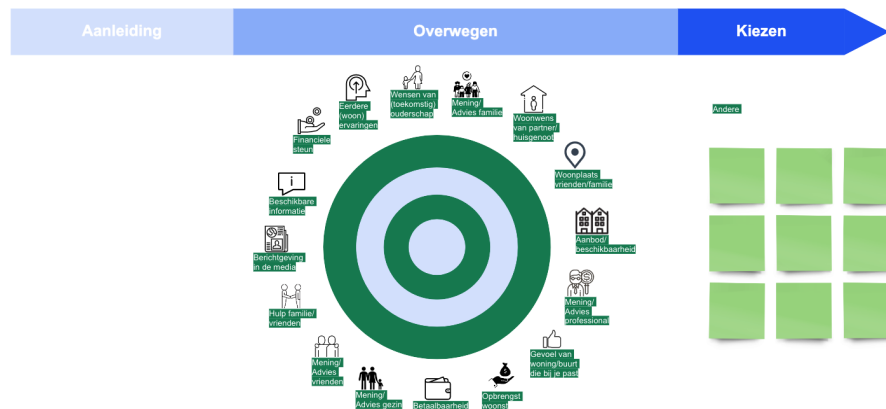 Aanleiding
Overwegen
Kiezen
Wensen van
(toekomstig)
ouderschap
Mening/
Advies familie
Eerdere
(woon)
ervaringen
Woonwens
van partner/
huisgenoot
Andere
Financiele
steun
Woonplaats
vrienden/familie
i
Beschikbare
Informatie
Aanbod/
beschikbaarheid
Berichtgeving
In de media
Mening/
Advies
professional
Hulp familie/
vrienden
Gevoel van
woning/buurt
die bij je past
Mening/
Advies
vrienden
Mening/
Advies gezin
Betaalbaarheid
$
Opbrengst
woonst